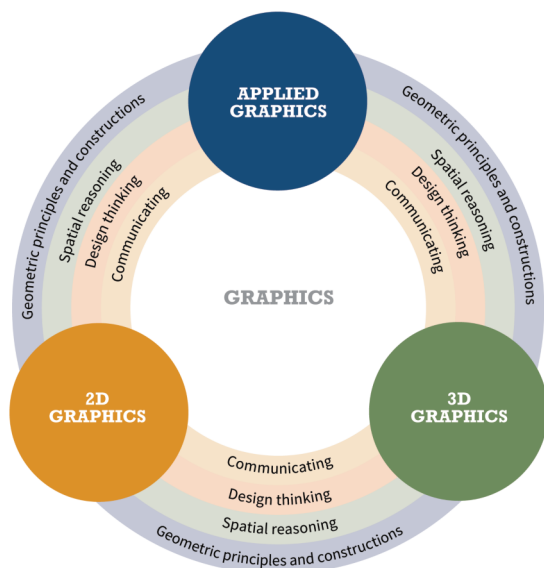 APPLIED
GRAPHICS
Geometric principles and constructions
Spatial reasoning
Design thinking
Communicating
Geometric principles and constructions
Spatial reasoning
Design thinking
Communicating
GRAPHICS
2D
GRAPHICS
3D
GRAPHICS
Communicating
Design thinking
Spatial reasoning
Geometric principles and constructions